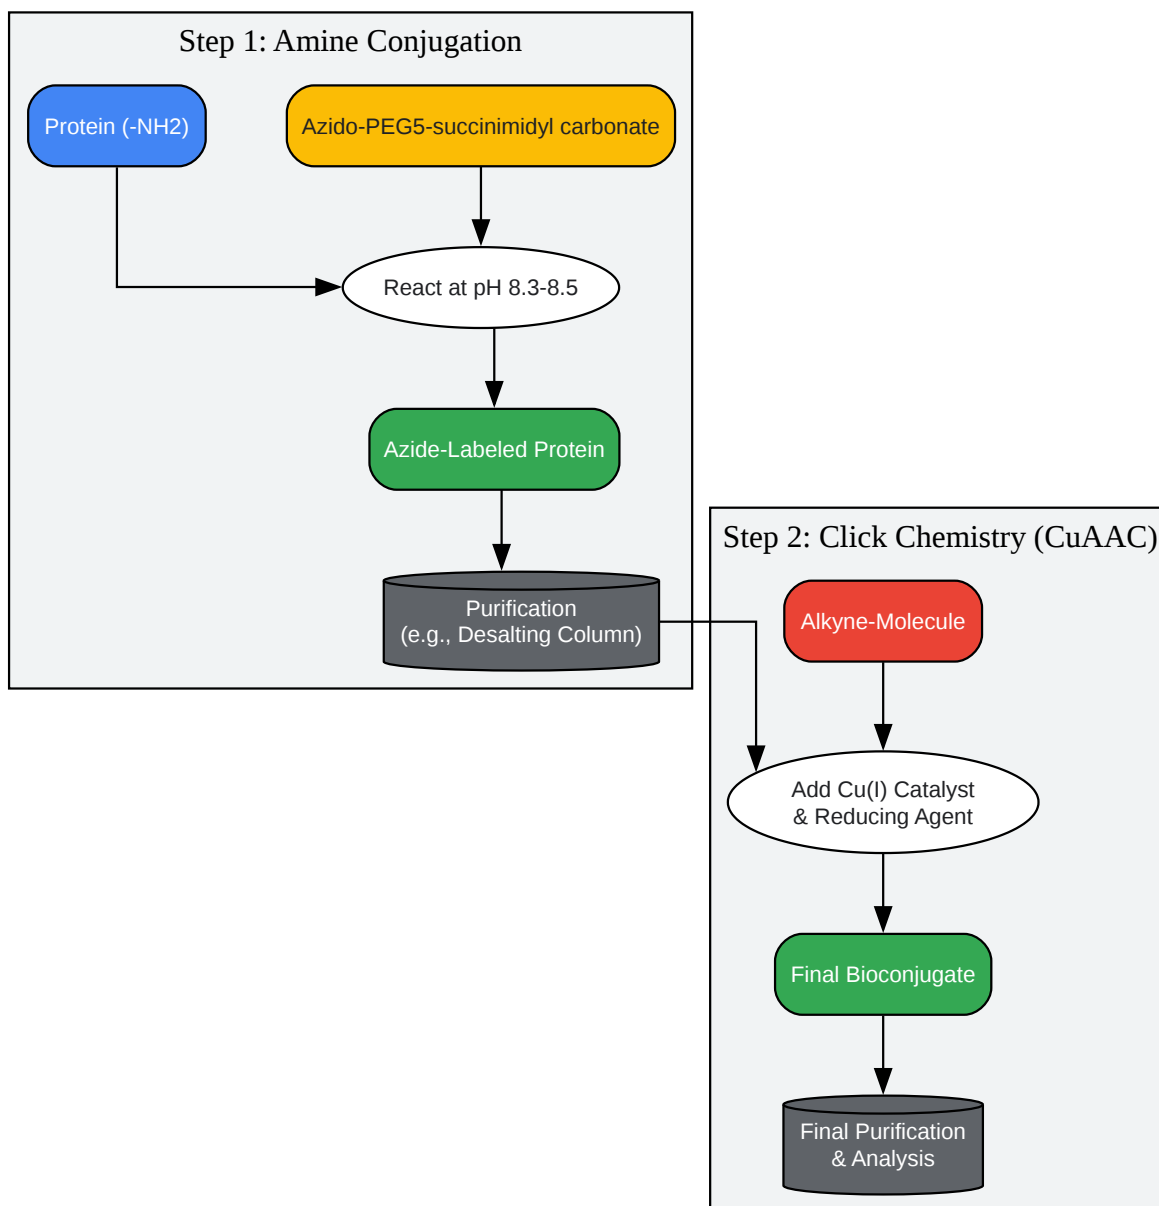 Step 1: Amine Conjugation
Protein (-NH2)
Azido-PEG5-succinimidyl carbonate
React at pH 8.3-8.5
Azide-Labeled Protein
Purification
(e.g., Desalting Column)
Step 2: Click Chemistry (CuAAC)
Alkyne-Molecule
Add Cu(I) Catalyst
& Reducing Agent
Final Bioconjugate
Final Purification
& Analysis